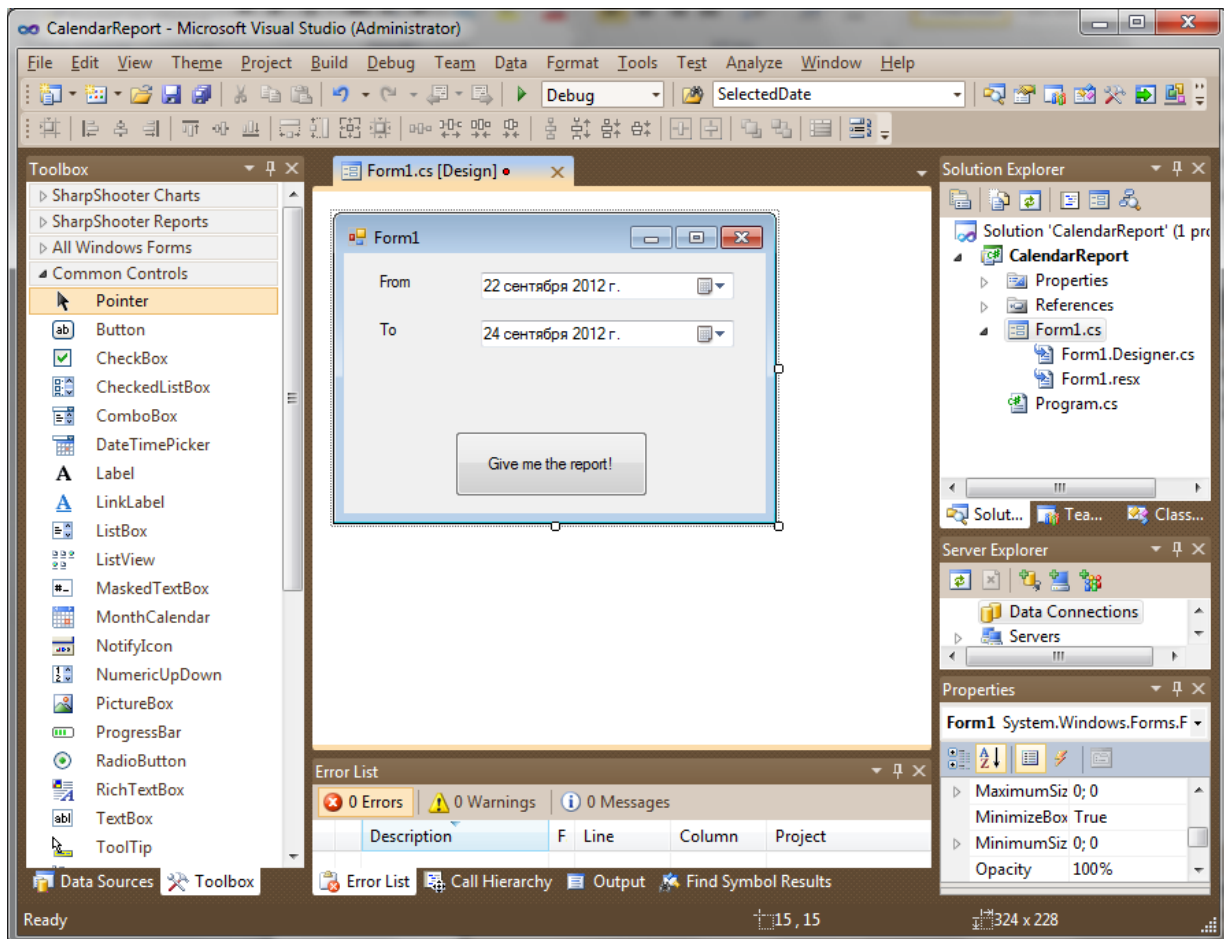 CalendarReport - Microsoft Visual Studio (Administrator)
File Edit View Theme Project Build Debug Team Data Format Tools Test Analyze Window Help
Debug SelectedDate
Toolbox
SharpShooter Charts
SharpShooter Reports
All Windows Forms
Common Controls
Pointer
Button
CheckBox
CheckedListBox
ComboBox
DateTimePicker
Label
LinkLabel
ListBox
ListView
MaskedTextBox
MonthCalendar
NotifyIcon
NumericUpDown
PictureBox
ProgressBar
RadioButton
RichTextBox
TextBox
ToolTip
Data Sources Toolbox
Form1.cs [Design]
Form1
From 22 сентября 2012 г.
To 24 сентября 2012 г.
Give me the report!
Error List
0 Errors 0 Warnings 0 Messages
Description F Line Column Project
Error List Call Hierarchy Output Find Symbol Results
Solution Explorer
Solution 'CalendarReport' (1 pro
CalendarReport
Properties
References
Form1.cs
Form1.Designer.cs
Form1.resx
Program.cs
Solut... Tea... Class...
Server Explorer
Data Connections
Servers
Properties
Form1 System.Windows.Forms.F
MaximumSiz 0; 0
MinimizeBox True
MinimumSiz 0; 0
Opacity 100%
Ready 15 , 15 324 x 228